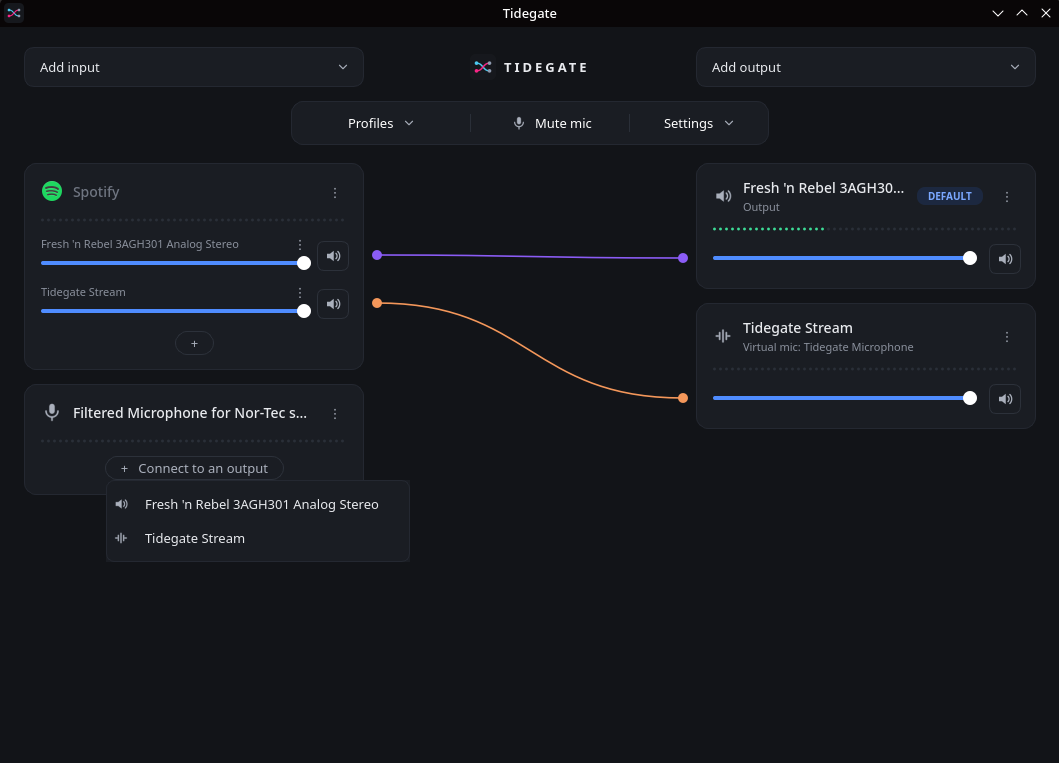 Tidegate
Add input
TIDEGATE
Add output
Profiles
Mute mic
Settings
Spotify
Fresh 'n Rebel 3AGH301 Analog Stereo
Tidegate Stream
+
Filtered Microphone for Nor-Tec s...
+ Connect to an output
Fresh 'n Rebel 3AGH301 Analog Stereo
Tidegate Stream
Fresh 'n Rebel 3AGH30...
DEFAULT
Output
Tidegate Stream
Virtual mic: Tidegate Microphone